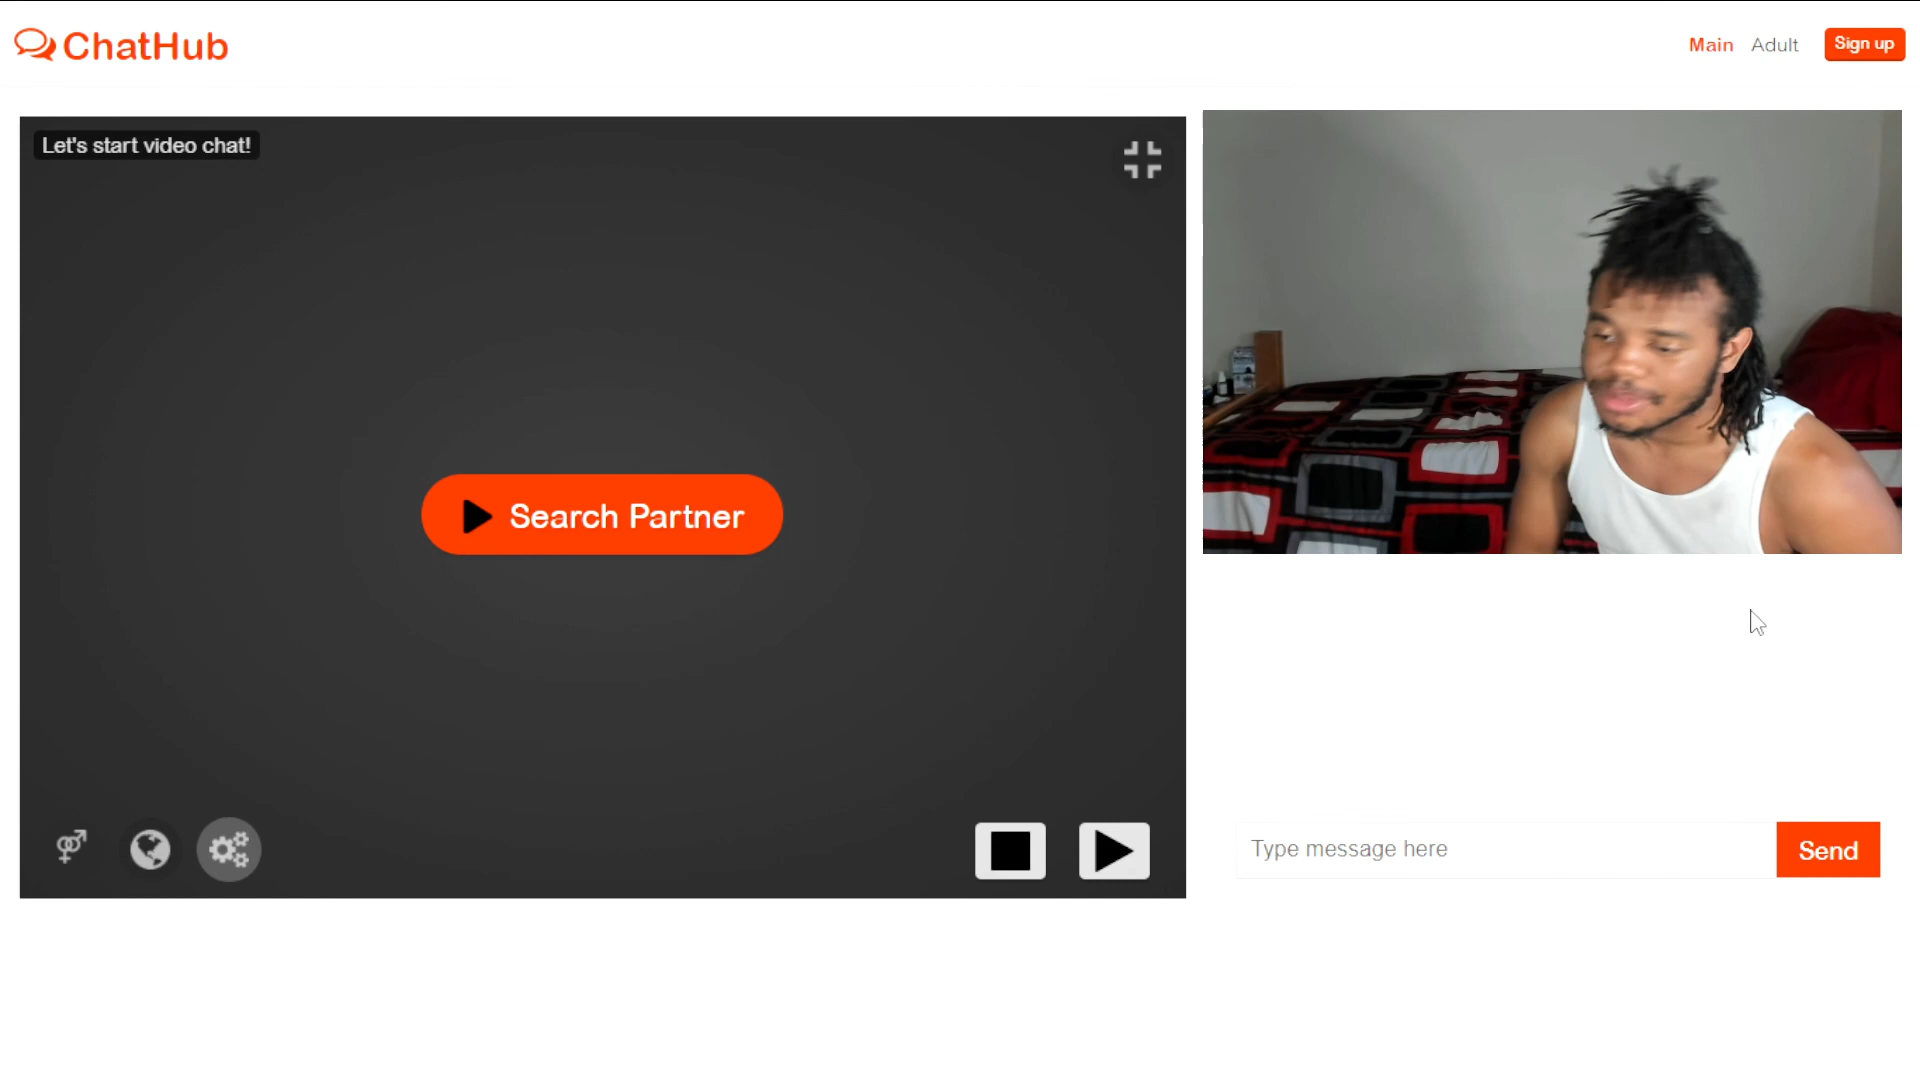 ChatHub
Main Adult Sign up
Let's start video chat!
Search Partner
Type message here
Send